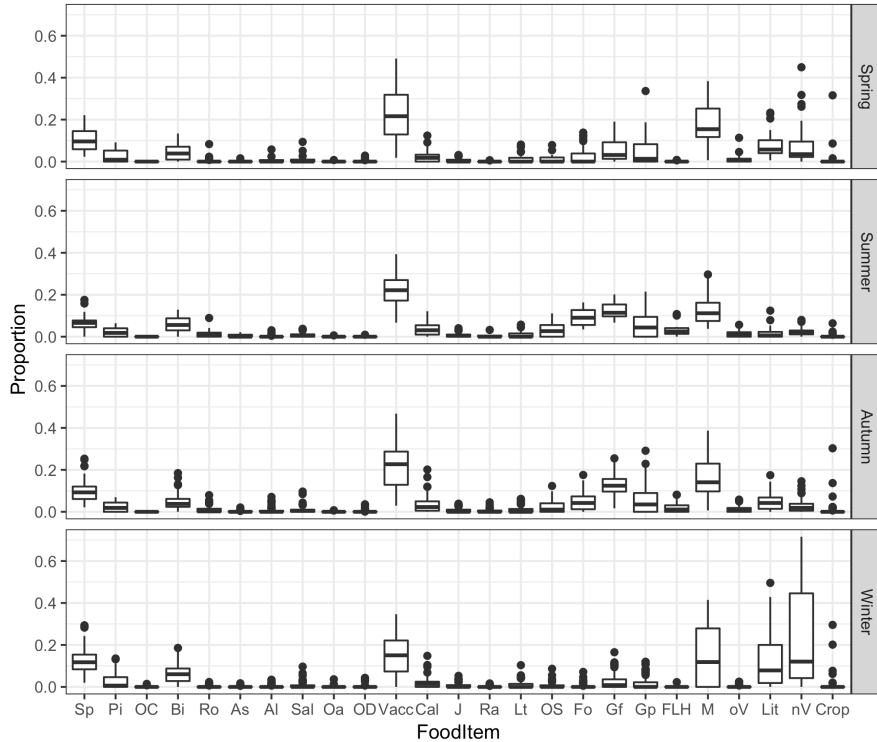 Proportion
0.6
0.4
0.2
0.0
Spring
0.6
0.4
0.2
0.0
Summer
0.6
0.4
0.2
0.0
Autumn
0.6
0.4
0.2
0.0
Winter
Sp Pi OC Bi Ro As Al Sal Oa OD Vacc Cal J Ra Lt OS Fo Gf Gp FLH M oV Lit nV Crop
FoodItem